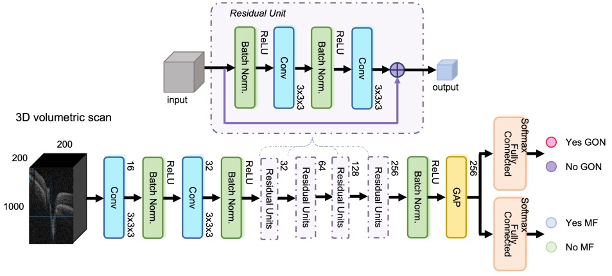 Residual Unit
input
Batch Norm.
ReLU
Conv
3x3x3
Batch Norm.
ReLU
Conv
3x3x3
output
3D volumetric scan
200
200
1000
Conv
16
3x3x3
Batch Norm.
ReLU
Conv
32
3x3x3
Batch Norm.
ReLU
Residual Units
32
Residual Units
64
Residual Units
128
Residual Units
256
Batch Norm.
ReLU
GAP
256
Fully
Connected
Softmax
Yes GON
No GON
Fully
Connected
Softmax
Yes MF
No MF